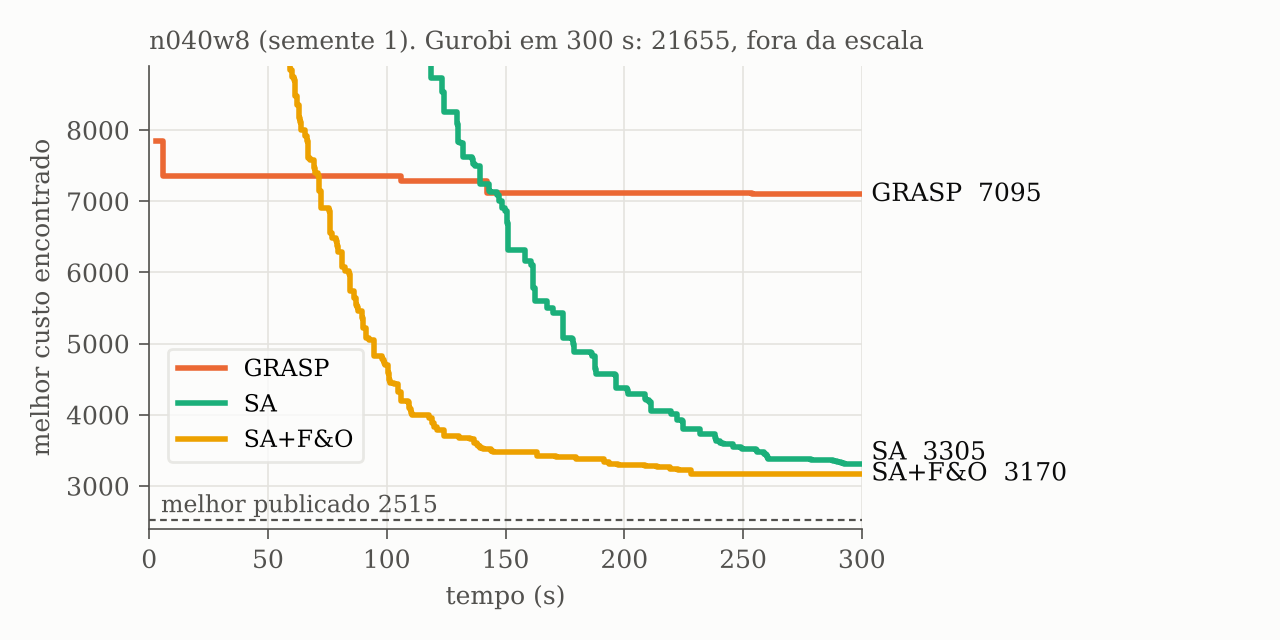 n040w8 (semente 1). Gurobi em 300 s: 21655, fora da escala
melhor custo encontrado
8000
7000
6000
5000
4000
3000
GRASP
SA
SA+F&O
GRASP 7095
SA 3305
SA+F&O 3170
melhor publicado 2515
0 50 100 150 200 250 300
tempo (s)